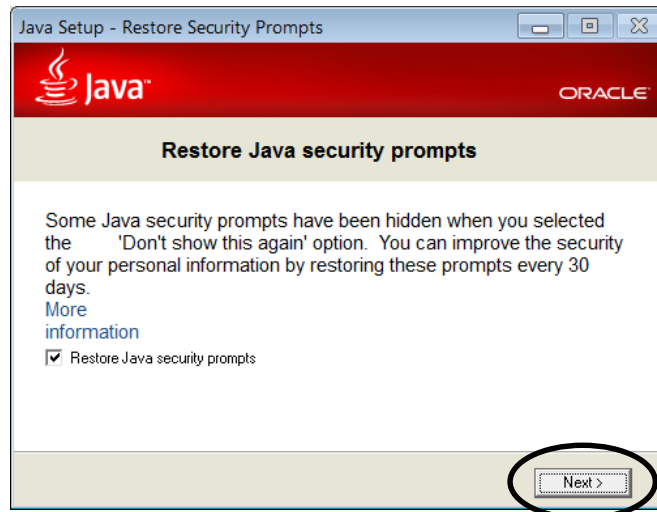 Java Setup - Restore Security Prompts
Java™
ORACLE
Restore Java security prompts
Some Java security prompts have been hidden when you selected
the 'Don't show this again' option. You can improve the security
of your personal information by restoring these prompts every 30
days.
More
information
Restore Java security prompts
Next >